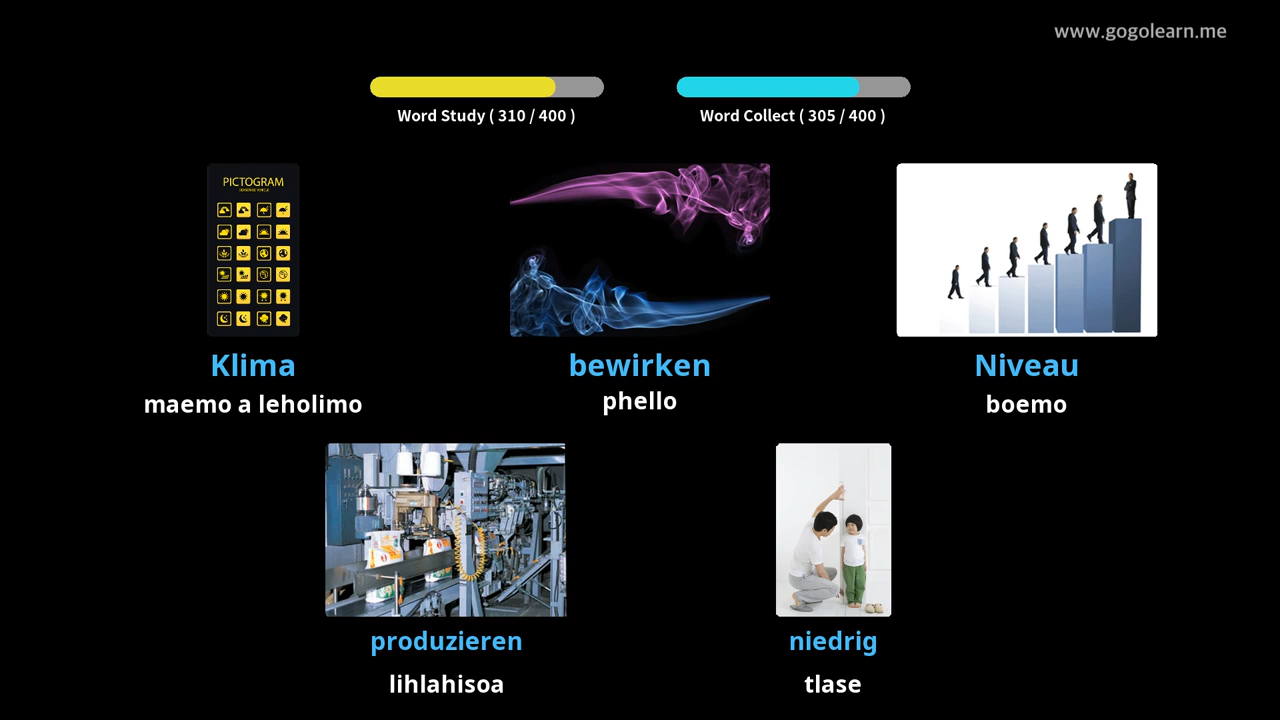 www.gogolearn.me
Word Study ( 310 / 400 )
Word Collect ( 305 / 400 )
PICTOGRAM
Klima
bewirken
Niveau
maemo a leholimo
phello
boemo
produzieren
niedrig
lihlahisoa
tlase